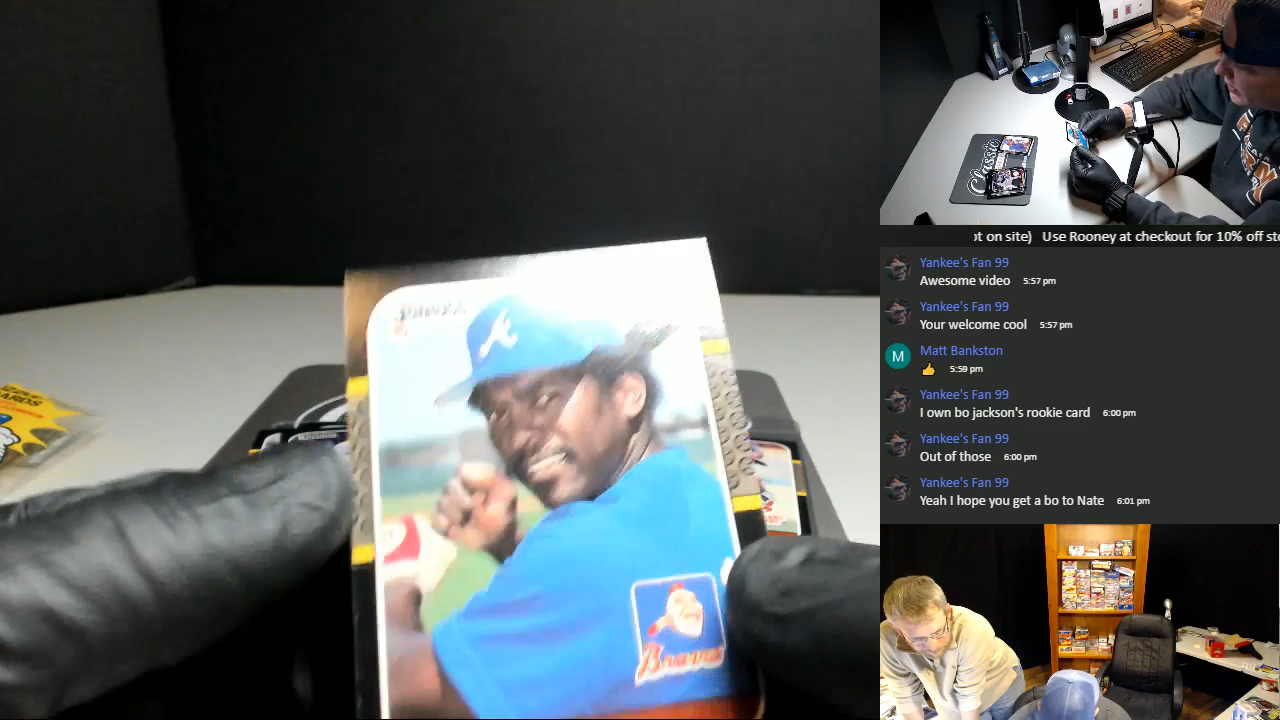 DONRUSS
A
Braves
Classic
ot on site)   Use Rooney at checkout for 10% off sto
Yankee's Fan 99
Awesome video 5:57 pm
Yankee's Fan 99
Your welcome cool 5:57 pm
M
Matt Bankston
👍 5:59 pm
Yankee's Fan 99
I own bo jackson's rookie card 6:00 pm
Yankee's Fan 99
Out of those 6:00 pm
Yankee's Fan 99
Yeah I hope you get a bo to Nate 6:01 pm